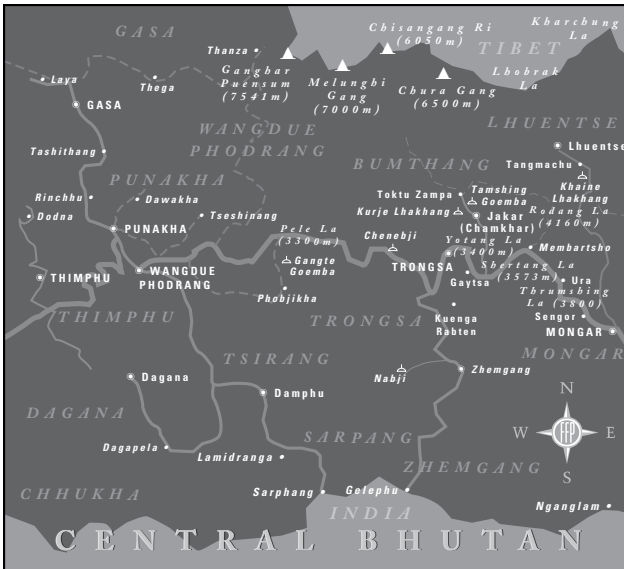 GASA
Thanza
Chisangang Ri
(6050m)
Kharchung
La
TIBET
Laya
Thega
Ganghar
Puensum
(7541m)
Melunghi
Gang
(7000m)
Chura Gang
(6500m)
Lhobrak
La
GASA
WANGDUE
PHODRANG
LHUENTSE
Lhuentse
Tashithang
BUMTHANG
Tangmachu
Khaine
Lhakhang
PUNAKHA
Rinchhu
Dawakha
Dodna
Tseshinang
Toktu Zampa
Tamshing
Goemba
Kurje Lhakhang
Jakar
(Chamkhar)
Rodang La
(4160m)
PUNAKHA
Pele La
(3300m)
Chenebji
Yotang La
(3400m)
Membartsho
Gangte
Goemba
THIMPHU
WANGDUE
PHODRANG
TRONGSA
Shertang La
(3573m)
Gaytsa
Ura
Phobjikha
Thrumshing
La (3800)
THIMPHU
TRONGSA
Kuenga
Rabten
Sengor
MONGAR
MONGAR
TSIRANG
Nabji
Zhemgang
Dagana
Damphu
N
W
FFP
E
S
DAGANA
SARPANG
Dagapela
Lamidranga
ZHEMGANG
CHHUKHA
Sarphang
Gelephu
INDIA
Nganglam
CENTRAL BHUTAN